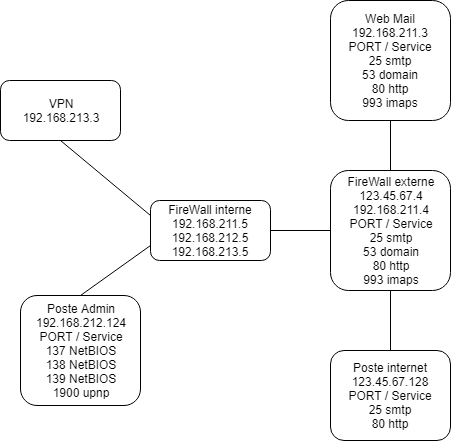 Web Mail
192.168.211.3
PORT / Service
25 smtp
53 domain
80 http
993 imaps
VPN
192.168.213.3
FireWall interne
192.168.211.5
192.168.212.5
192.168.213.5
FireWall externe
123.45.67.4
192.168.211.4
PORT / Service
25 smtp
53 domain
80 http
993 imaps
Poste Admin
192.168.212.124
PORT / Service
137 NetBIOS
138 NetBIOS
139 NetBIOS
1900 upnp
Poste internet
123.45.67.128
PORT / Service
25 smtp
80 http